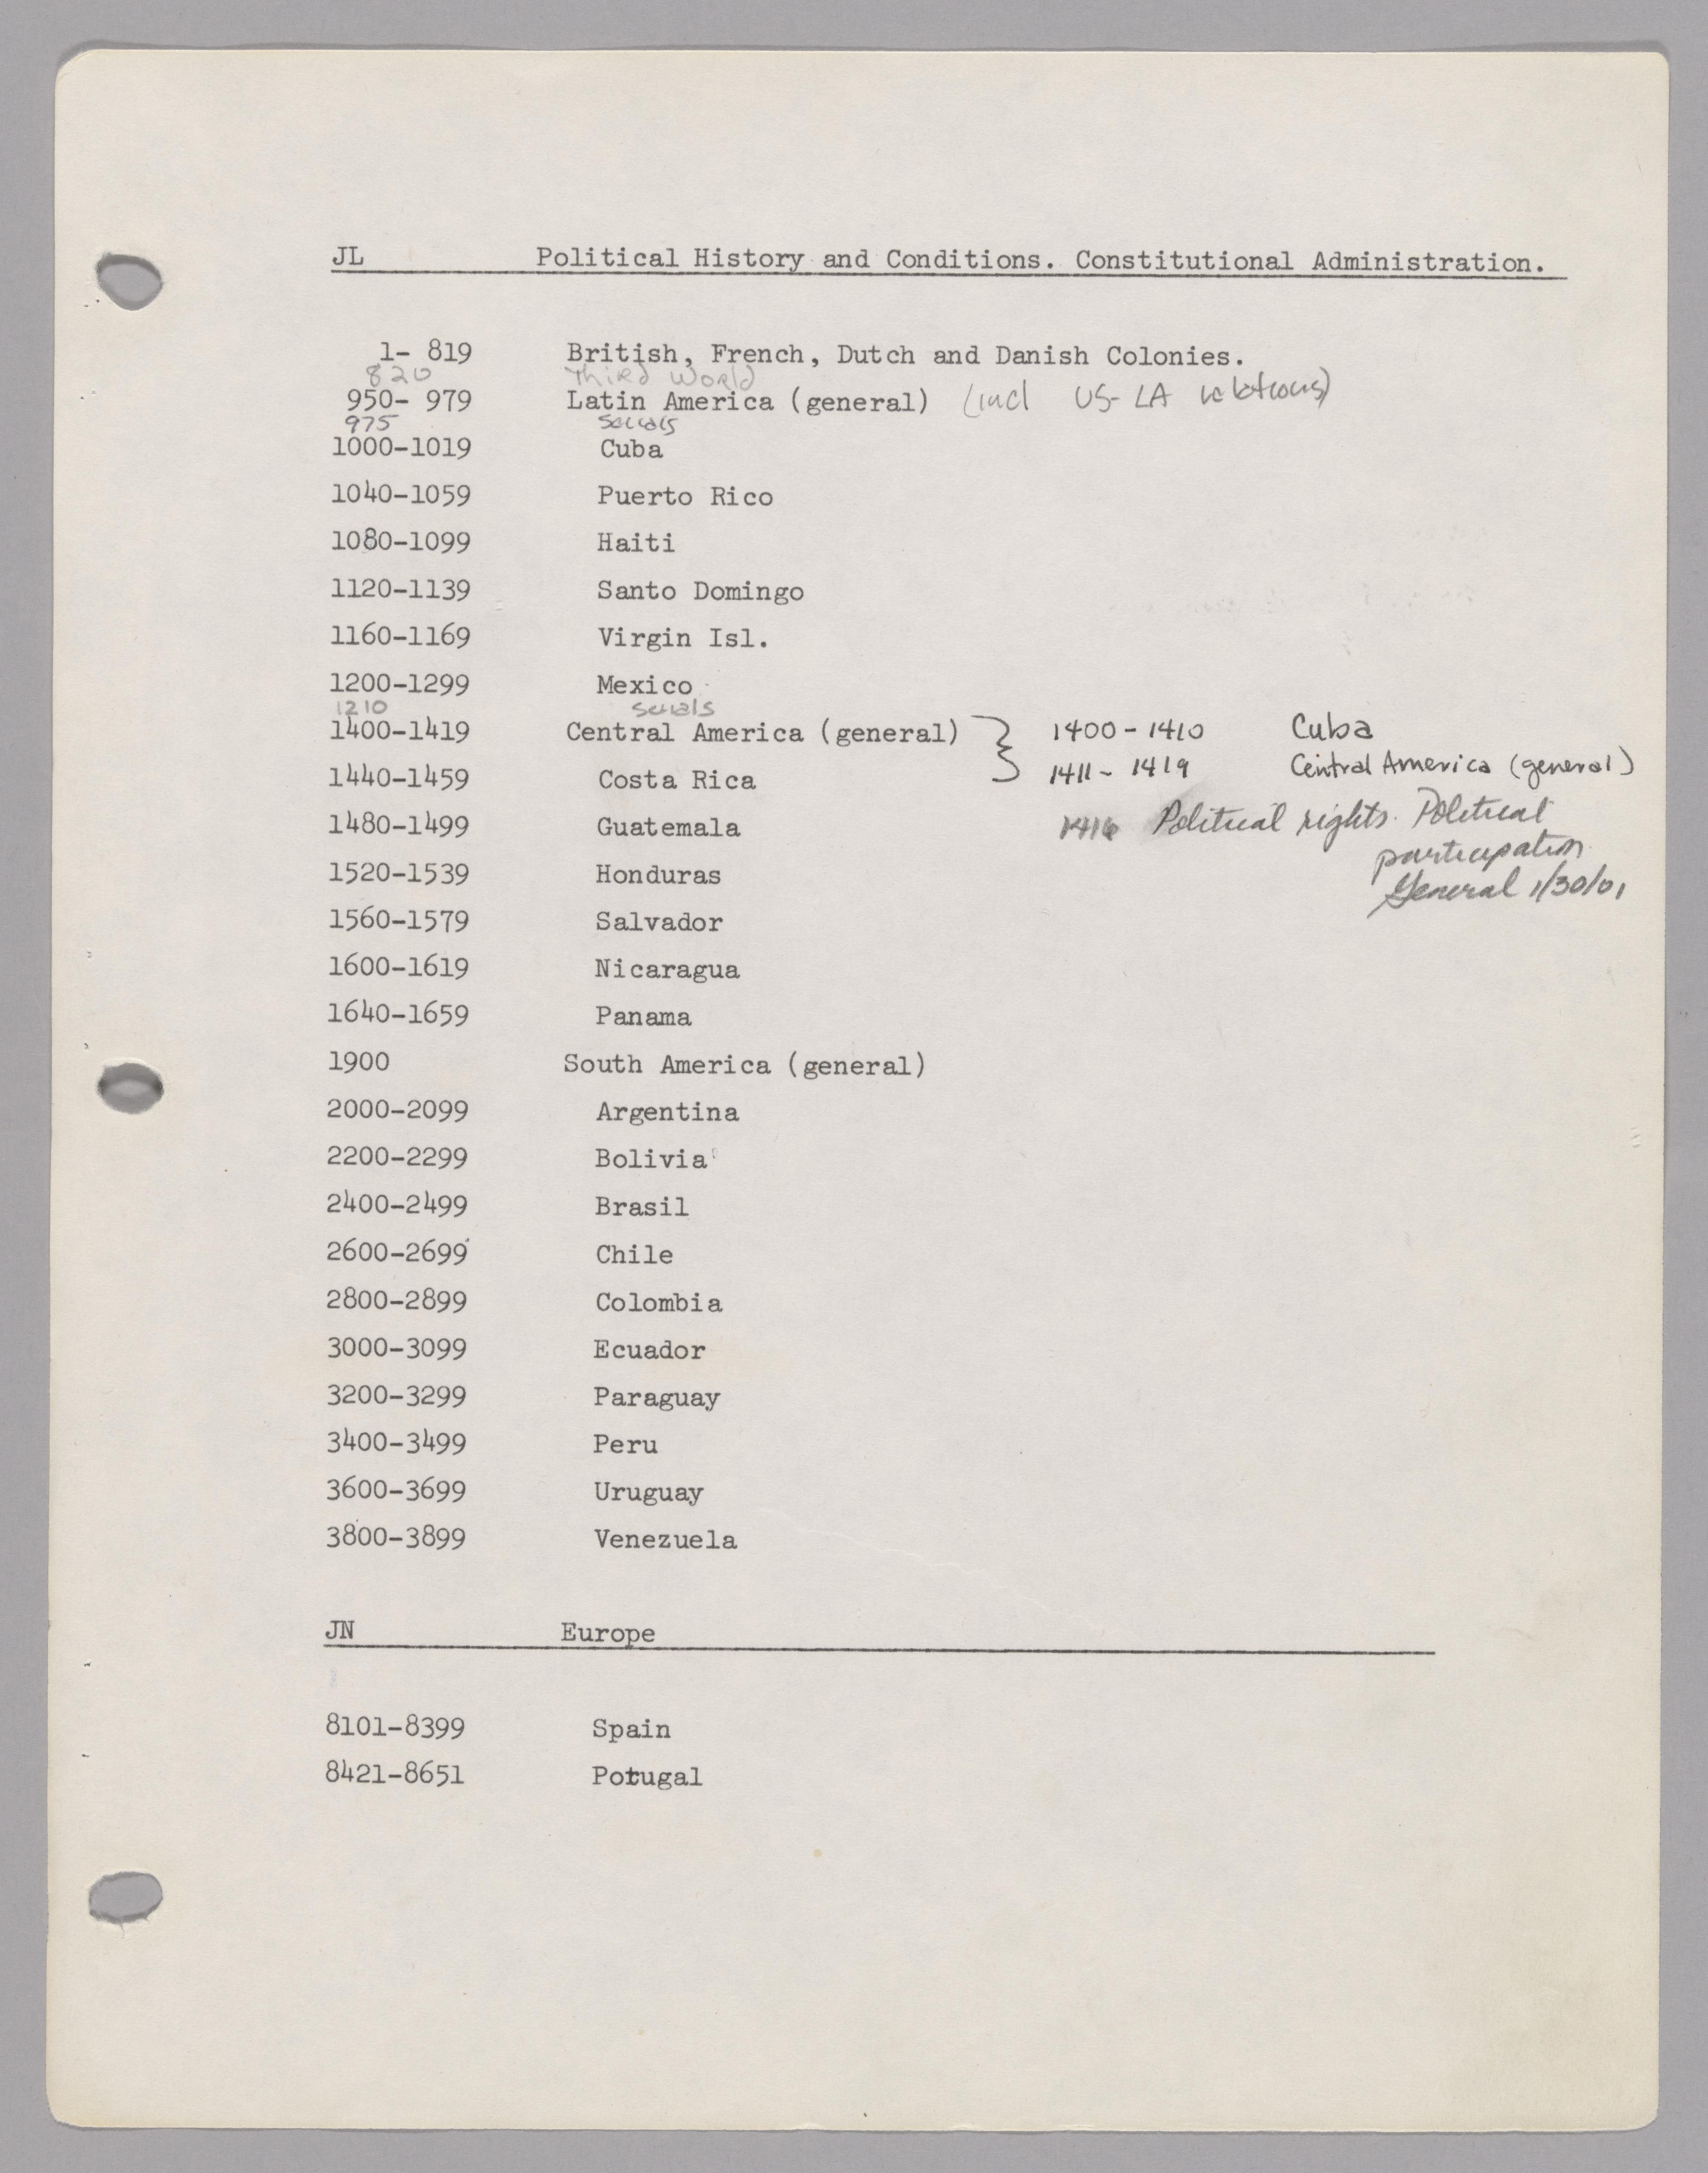 JL Political History and Conditions. Constitutional Administration.
1- 819 British, French, Dutch and Danish Colonies.
820 Third World
950- 979 Latin America (general) (incl US-LA relations)
975 serials
1000-1019 Cuba
1040-1059 Puerto Rico
1080-1099 Haiti
1120-1139 Santo Domingo
1160-1169 Virgin Isl.
1200-1299 Mexico
1210 serials
1400-1419 Central America (general) } 1400-1410 Cuba
1411-1419 Central America (general)
1440-1459 Costa Rica
1480-1499 Guatemala 1416 Political rights. Political
participation
General 1/30/01
1520-1539 Honduras
1560-1579 Salvador
1600-1619 Nicaragua
1640-1659 Panama
1900 South America (general)
2000-2099 Argentina
2200-2299 Bolivia
2400-2499 Brasil
2600-2699 Chile
2800-2899 Colombia
3000-3099 Ecuador
3200-3299 Paraguay
3400-3499 Peru
3600-3699 Uruguay
3800-3899 Venezuela
JN Europe
8101-8399 Spain
8421-8651 Potugal